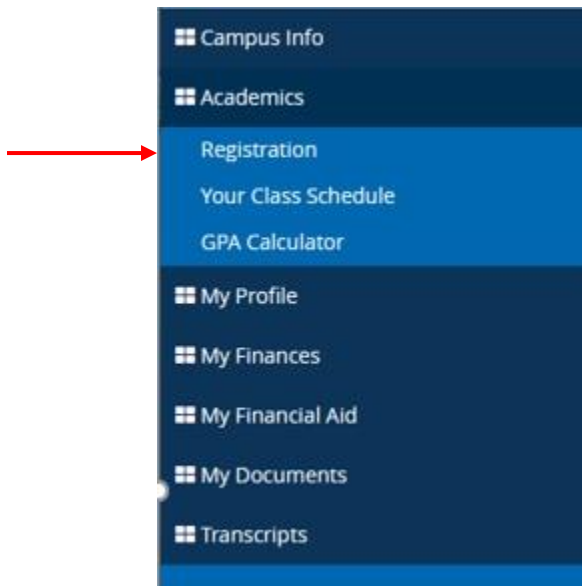 Campus Info
Academics
Registration
Your Class Schedule
GPA Calculator
My Profile
My Finances
My Financial Aid
My Documents
Transcripts